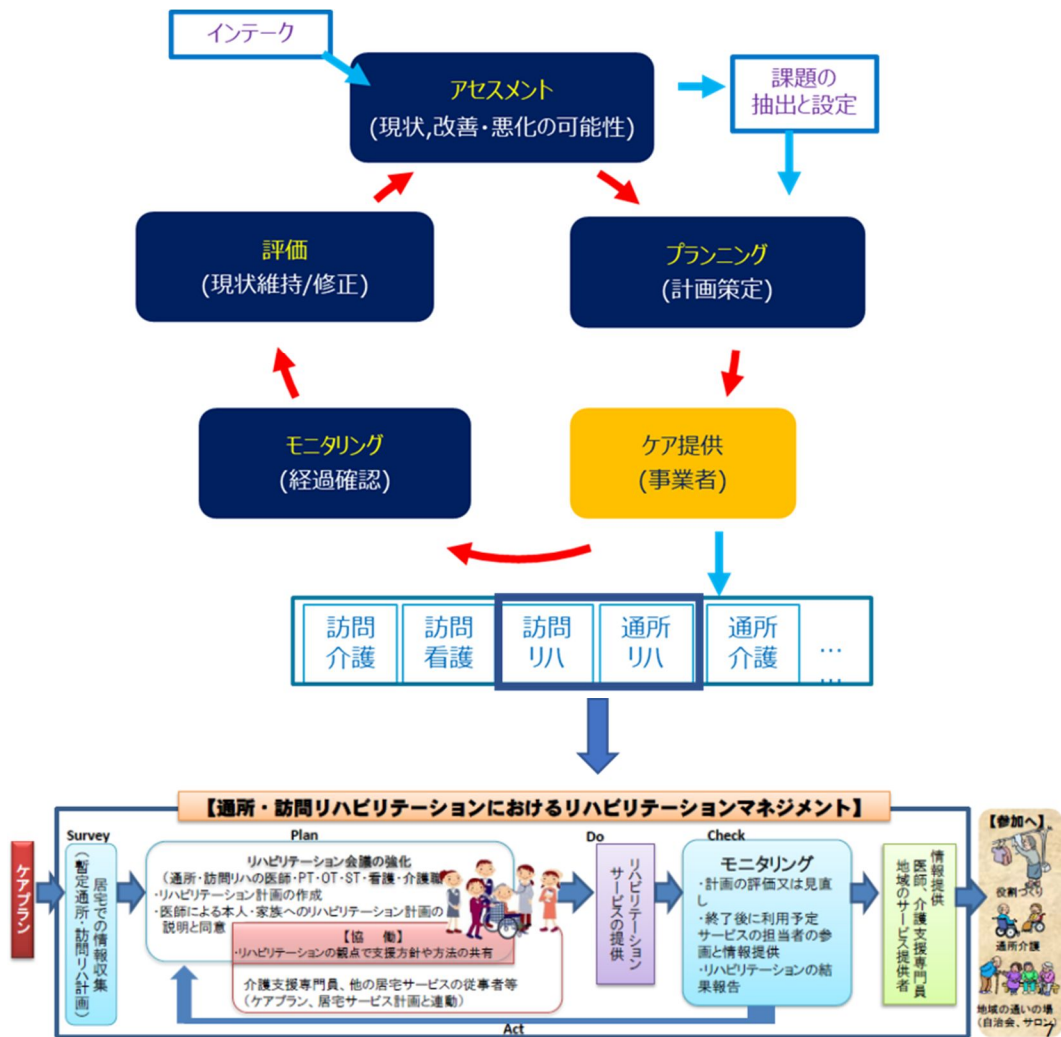 インテーク
アセスメント
(現状,改善・悪化の可能性)
課題の
抽出と設定
評価
(現状維持/修正)
プランニング
(計画策定)
モニタリング
(経過確認)
ケア提供
(事業者)
訪問
介護
訪問
看護
訪問
リハ
通所
リハ
通所
介護
…
…
【通所・訪問リハビリテーションにおけるリハビリテーションマネジメント】
ケアプラン
Survey
居宅での情報収集
(暫定通所・訪問リハ計画)
Plan
リハビリテーション会議の強化
(通所・訪問リハの医師・PT・OT・ST・看護・介護職
・リハビリテーション計画の作成
・医師による本人・家族へのリハビリテーション計画の
説明と同意
【協 働】
・リハビリテーションの観点で支援方針や方法の共有
介護支援専門員、他の居宅サービスの従事者等
(ケアプラン、居宅サービス計画と連動)
Do
リハビリテーション
サービスの提供
Check
モニタリング
・計画の評価又は見直
し
・終了後に利用予定
サービスの担当者の参
画と情報提供
・リハビリテーションの結
果報告
Act
情報提供
医師、介護支援専門員
地域のサービス提供者
【参加へ】
役割づくり
通所介護
地域の通いの場
(自治会、サロン)
7